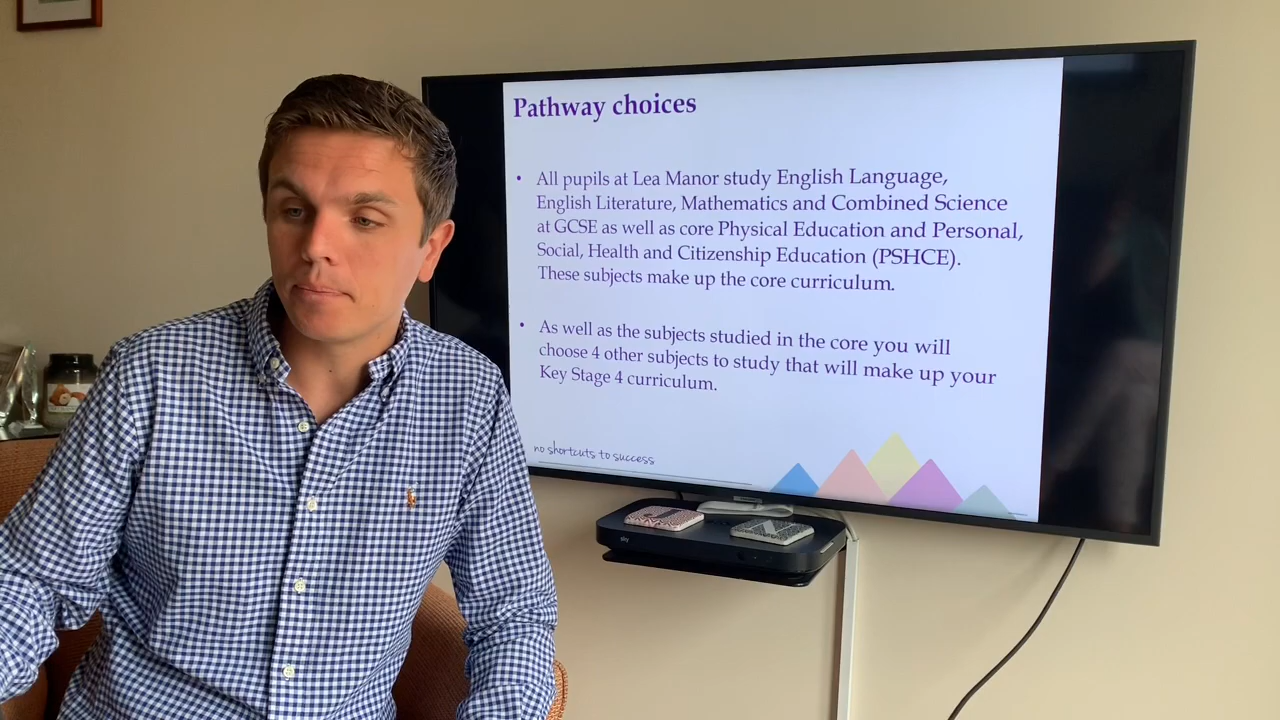 Pathway choices
• All pupils at Lea Manor study English Language,
English Literature, Mathematics and Combined Science
at GCSE as well as core Physical Education and Personal,
Social, Health and Citizenship Education (PSHCE).
These subjects make up the core curriculum.
• As well as the subjects studied in the core you will
choose 4 other subjects to study that will make up your
Key Stage 4 curriculum.
no shortcuts to success
sky